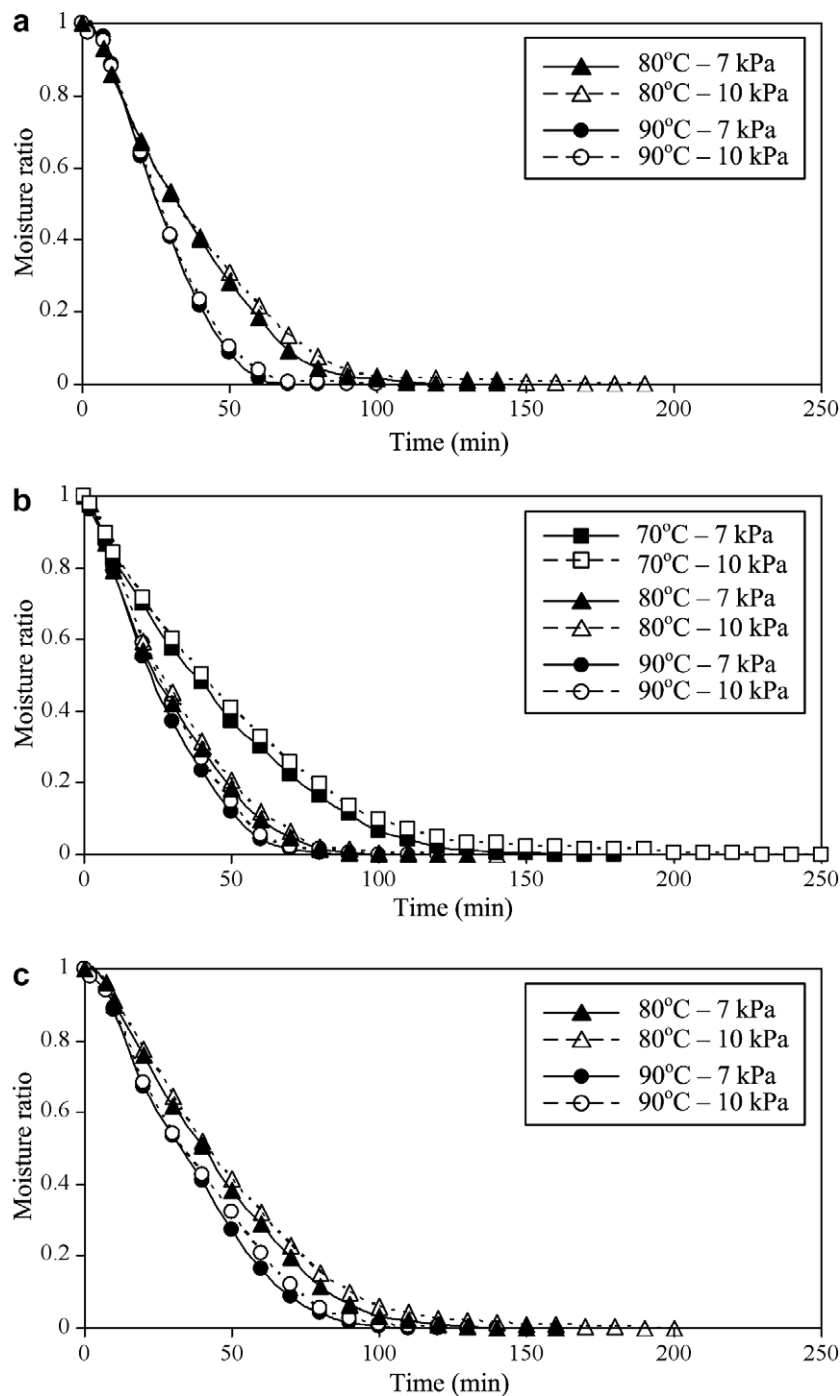 a
1
0.8
0.6
0.4
0.2
0
Moisture ratio
80°C – 7 kPa
80°C – 10 kPa
90°C – 7 kPa
90°C – 10 kPa
0 50 100 150 200 250
Time (min)
b
1
0.8
0.6
0.4
0.2
0
Moisture ratio
70°C – 7 kPa
70°C – 10 kPa
80°C – 7 kPa
80°C – 10 kPa
90°C – 7 kPa
90°C – 10 kPa
0 50 100 150 200 250
Time (min)
c
1
0.8
0.6
0.4
0.2
0
Moisture ratio
80°C – 7 kPa
80°C – 10 kPa
90°C – 7 kPa
90°C – 10 kPa
0 50 100 150 200 250
Time (min)